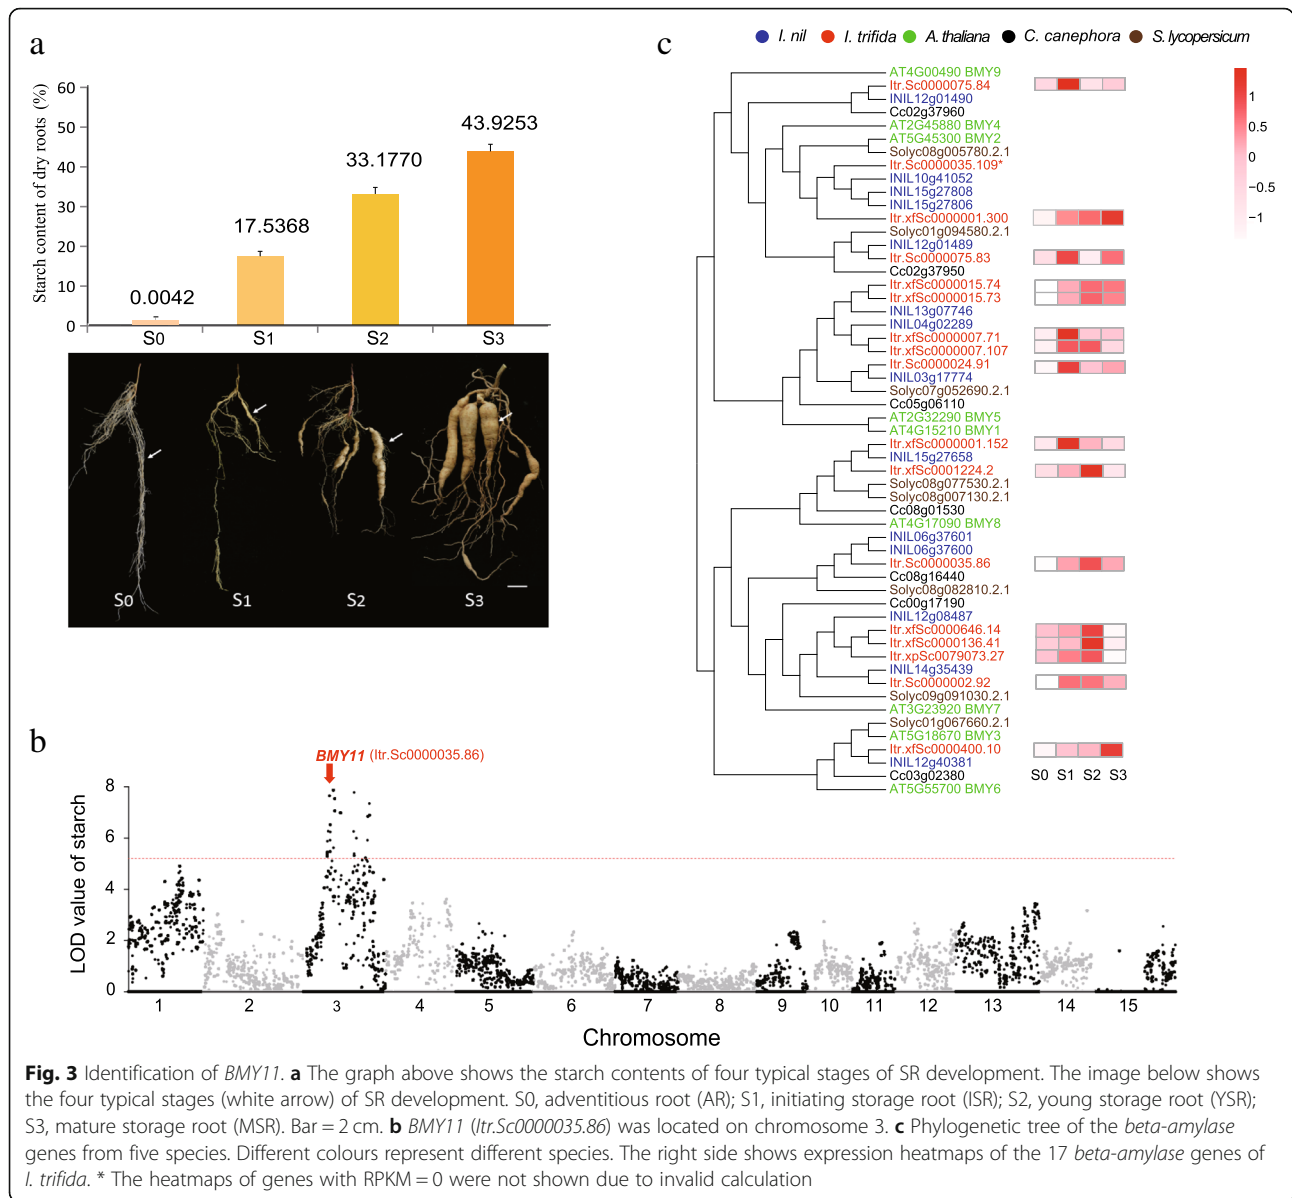 a
Starch content of dry roots (%)
60
50
40
30
20
10
0
0.0042
17.5368
33.1770
43.9253
S0
S1
S2
S3
S0
S1
S2
S3
b
BMY11 (Itr.Sc0000035.86)
LOD value of starch
8
6
4
2
0
1 2 3 4 5 6 7 8 9 10 11 12 13 14 15
Chromosome
c
I. nil I. trifida A. thaliana C. canephora S. lycopersicum
AT4G00490 BMY9
Itr.Sc0000075.84
INIL12g01490
Cc02g37960
AT2G45880 BMY4
AT5G45300 BMY2
Solyc08g005780.2.1
Itr.Sc0000035.109*
INIL10g41052
INIL15g27808
INIL15g27806
Itr.xfSc0000001.300
Solyc01g094580.2.1
INIL12g01489
Itr.Sc0000075.83
Cc02g37950
Itr.xfSc0000015.74
Itr.xfSc0000015.73
INIL13g07746
INIL04g02289
Itr.xfSc0000007.71
Itr.xfSc0000007.107
Itr.Sc0000024.91
INIL03g17774
Solyc07g052690.2.1
Cc05g06110
AT2G32290 BMY5
AT4G15210 BMY1
Itr.xfSc0000001.152
INIL15g27658
Itr.xfSc0001224.2
Solyc08g077530.2.1
Solyc08g007130.2.1
Cc08g01530
AT4G17090 BMY8
INIL06g37601
INIL06g37600
Itr.Sc0000035.86
Cc08g16440
Solyc08g082810.2.1
Cc00g17190
INIL12g08487
Itr.xfSc0000646.14
Itr.xfSc0000136.41
Itr.xpSc0079073.27
INIL14g35439
Itr.Sc0000002.92
Solyc09g091030.2.1
AT3G23920 BMY7
Solyc01g067660.2.1
AT5G18670 BMY3
Itr.xfSc0000400.10
INIL12g40381
Cc03g02380
AT5G55700 BMY6
S0 S1 S2 S3
1
0.5
0
−0.5
−1
Fig. 3 Identification of BMY11. a The graph above shows the starch contents of four typical stages of SR development. The image below shows
the four typical stages (white arrow) of SR development. S0, adventitious root (AR); S1, initiating storage root (ISR); S2, young storage root (YSR);
S3, mature storage root (MSR). Bar = 2 cm. b BMY11 (Itr.Sc0000035.86) was located on chromosome 3. c Phylogenetic tree of the beta-amylase
genes from five species. Different colours represent different species. The right side shows expression heatmaps of the 17 beta-amylase genes of
I. trifida. * The heatmaps of genes with RPKM = 0 were not shown due to invalid calculation